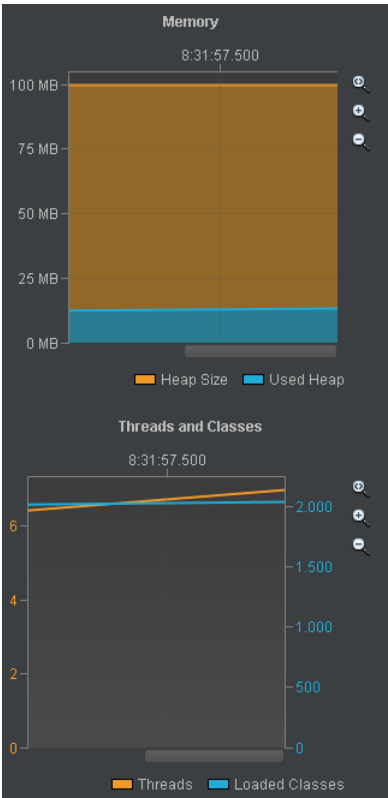 Memory
8:31:57.500
100 MB
75 MB
50 MB
25 MB
0 MB
Heap Size Used Heap
Threads and Classes
8:31:57.500
6 2.000
1.500
4 1.000
2 500
0 0
Threads Loaded Classes